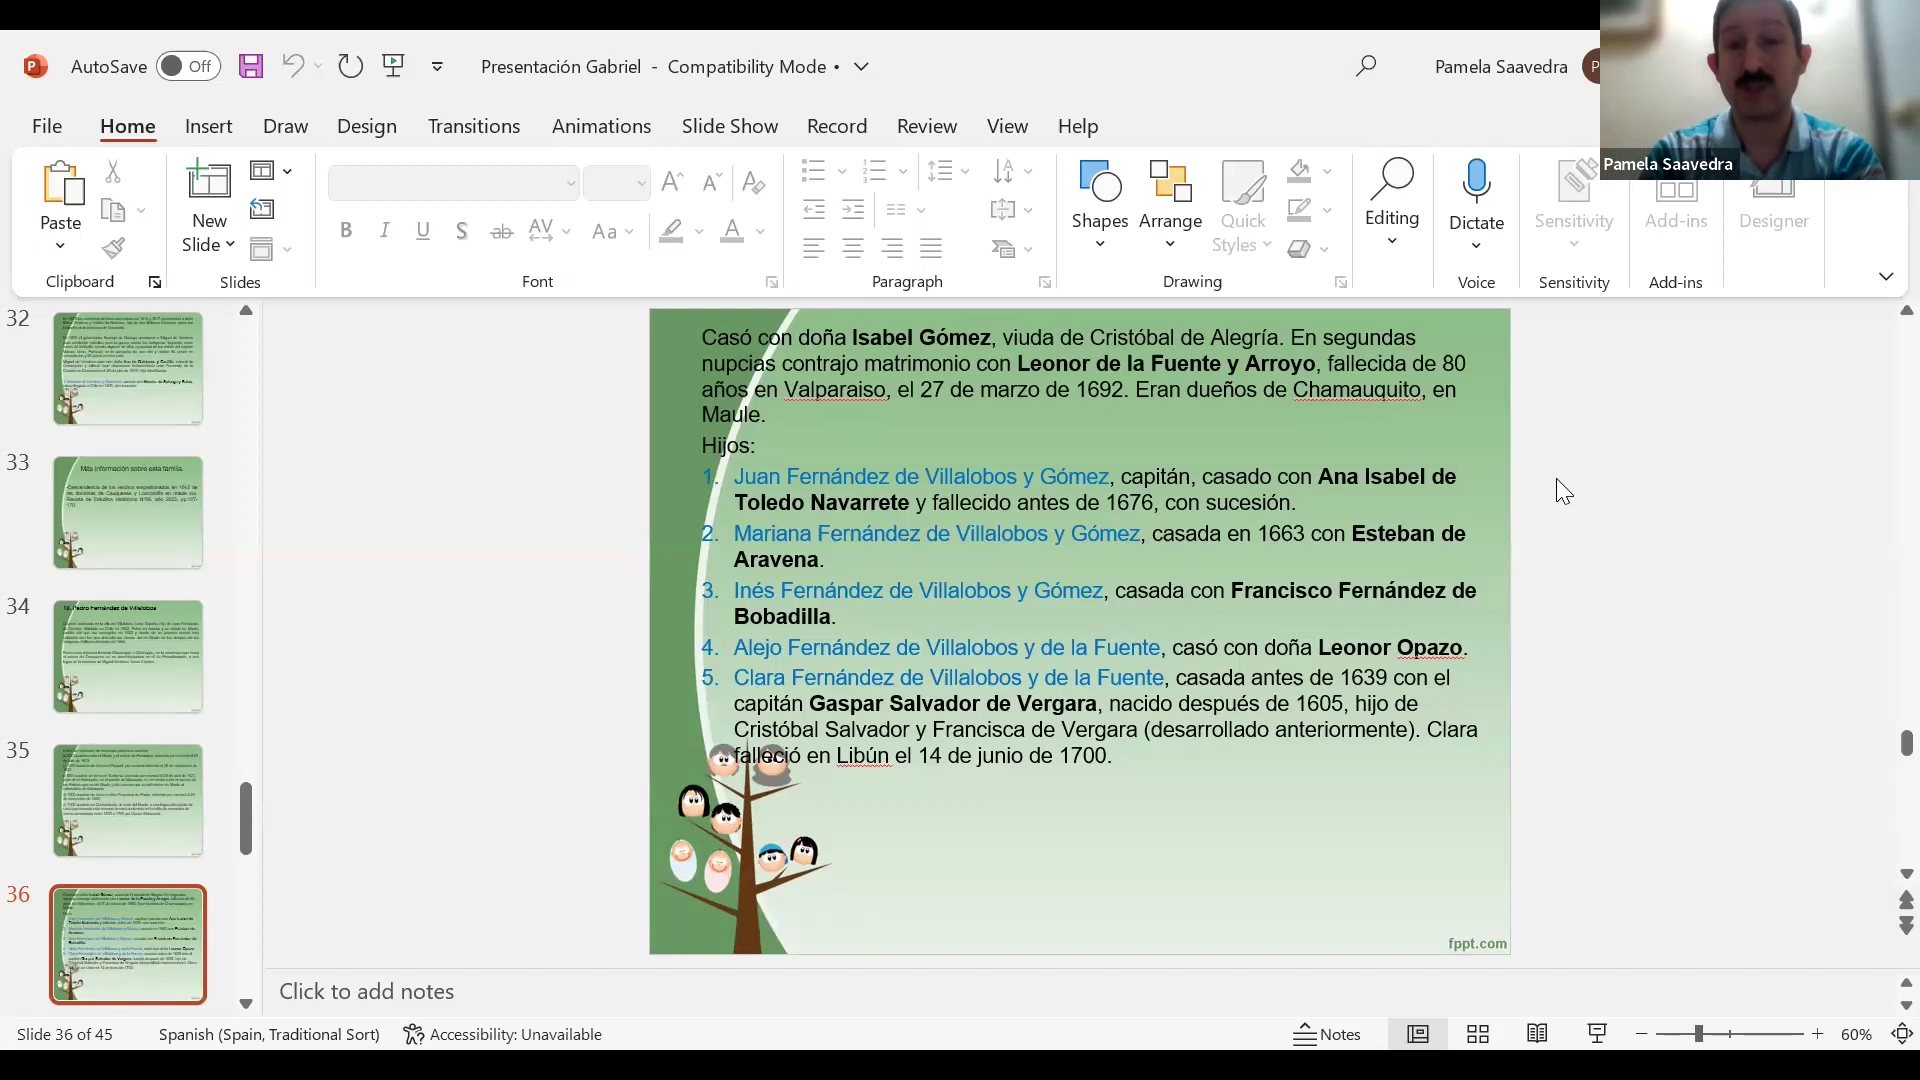 AutoSave Off Presentación Gabriel - Compatibility Mode • Pamela Saavedra P
File Home Insert Draw Design Transitions Animations Slide Show Record Review View Help
Pamela Saavedra
Paste
New
Slide
B I U S ab AV Aa A
Shapes Arrange Quick
Styles
Editing
Dictate
Sensitivity
Add-ins
Designer
Clipboard Slides Font Paragraph Drawing Voice Sensitivity Add-ins
32
33
Más información sobre esta familia.
34
18. Pedro Fernández de Villalobos
35
36
Casó con doña Isabel Gómez, viuda de Cristóbal de Alegría. En segundas
nupcias contrajo matrimonio con Leonor de la Fuente y Arroyo, fallecida de 80
años en Valparaiso, el 27 de marzo de 1692. Eran dueños de Chamauquito, en
Maule.
Hijos:
1. Juan Fernández de Villalobos y Gómez, capitán, casado con Ana Isabel de
Toledo Navarrete y fallecido antes de 1676, con sucesión.
2. Mariana Fernández de Villalobos y Gómez, casada en 1663 con Esteban de
Aravena.
3. Inés Fernández de Villalobos y Gómez, casada con Francisco Fernández de
Bobadilla.
4. Alejo Fernández de Villalobos y de la Fuente, casó con doña Leonor Opazo.
5. Clara Fernández de Villalobos y de la Fuente, casada antes de 1639 con el
capitán Gaspar Salvador de Vergara, nacido después de 1605, hijo de
Cristóbal Salvador y Francisca de Vergara (desarrollado anteriormente). Clara
falleció en Libún el 14 de junio de 1700.
fppt.com
Click to add notes
Slide 36 of 45 Spanish (Spain, Traditional Sort) Accessibility: Unavailable Notes 60%